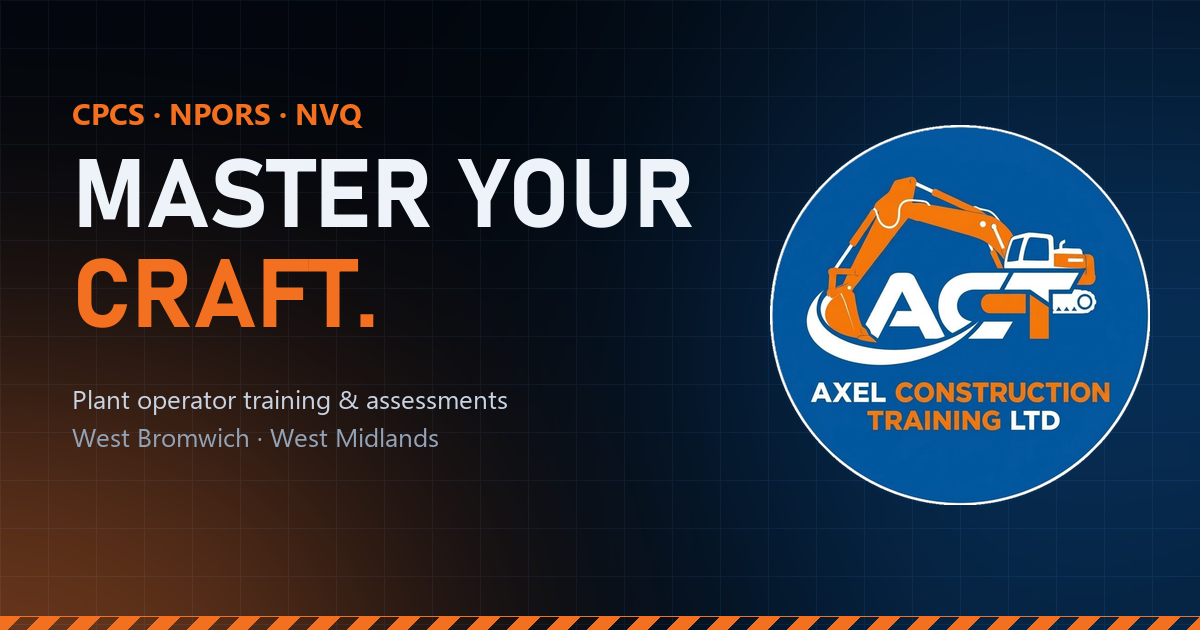 CPCS · NPORS · NVQ
MASTER YOUR
CRAFT.
Plant operator training & assessments
West Bromwich · West Midlands
ACT
AXEL CONSTRUCTION
TRAINING LTD